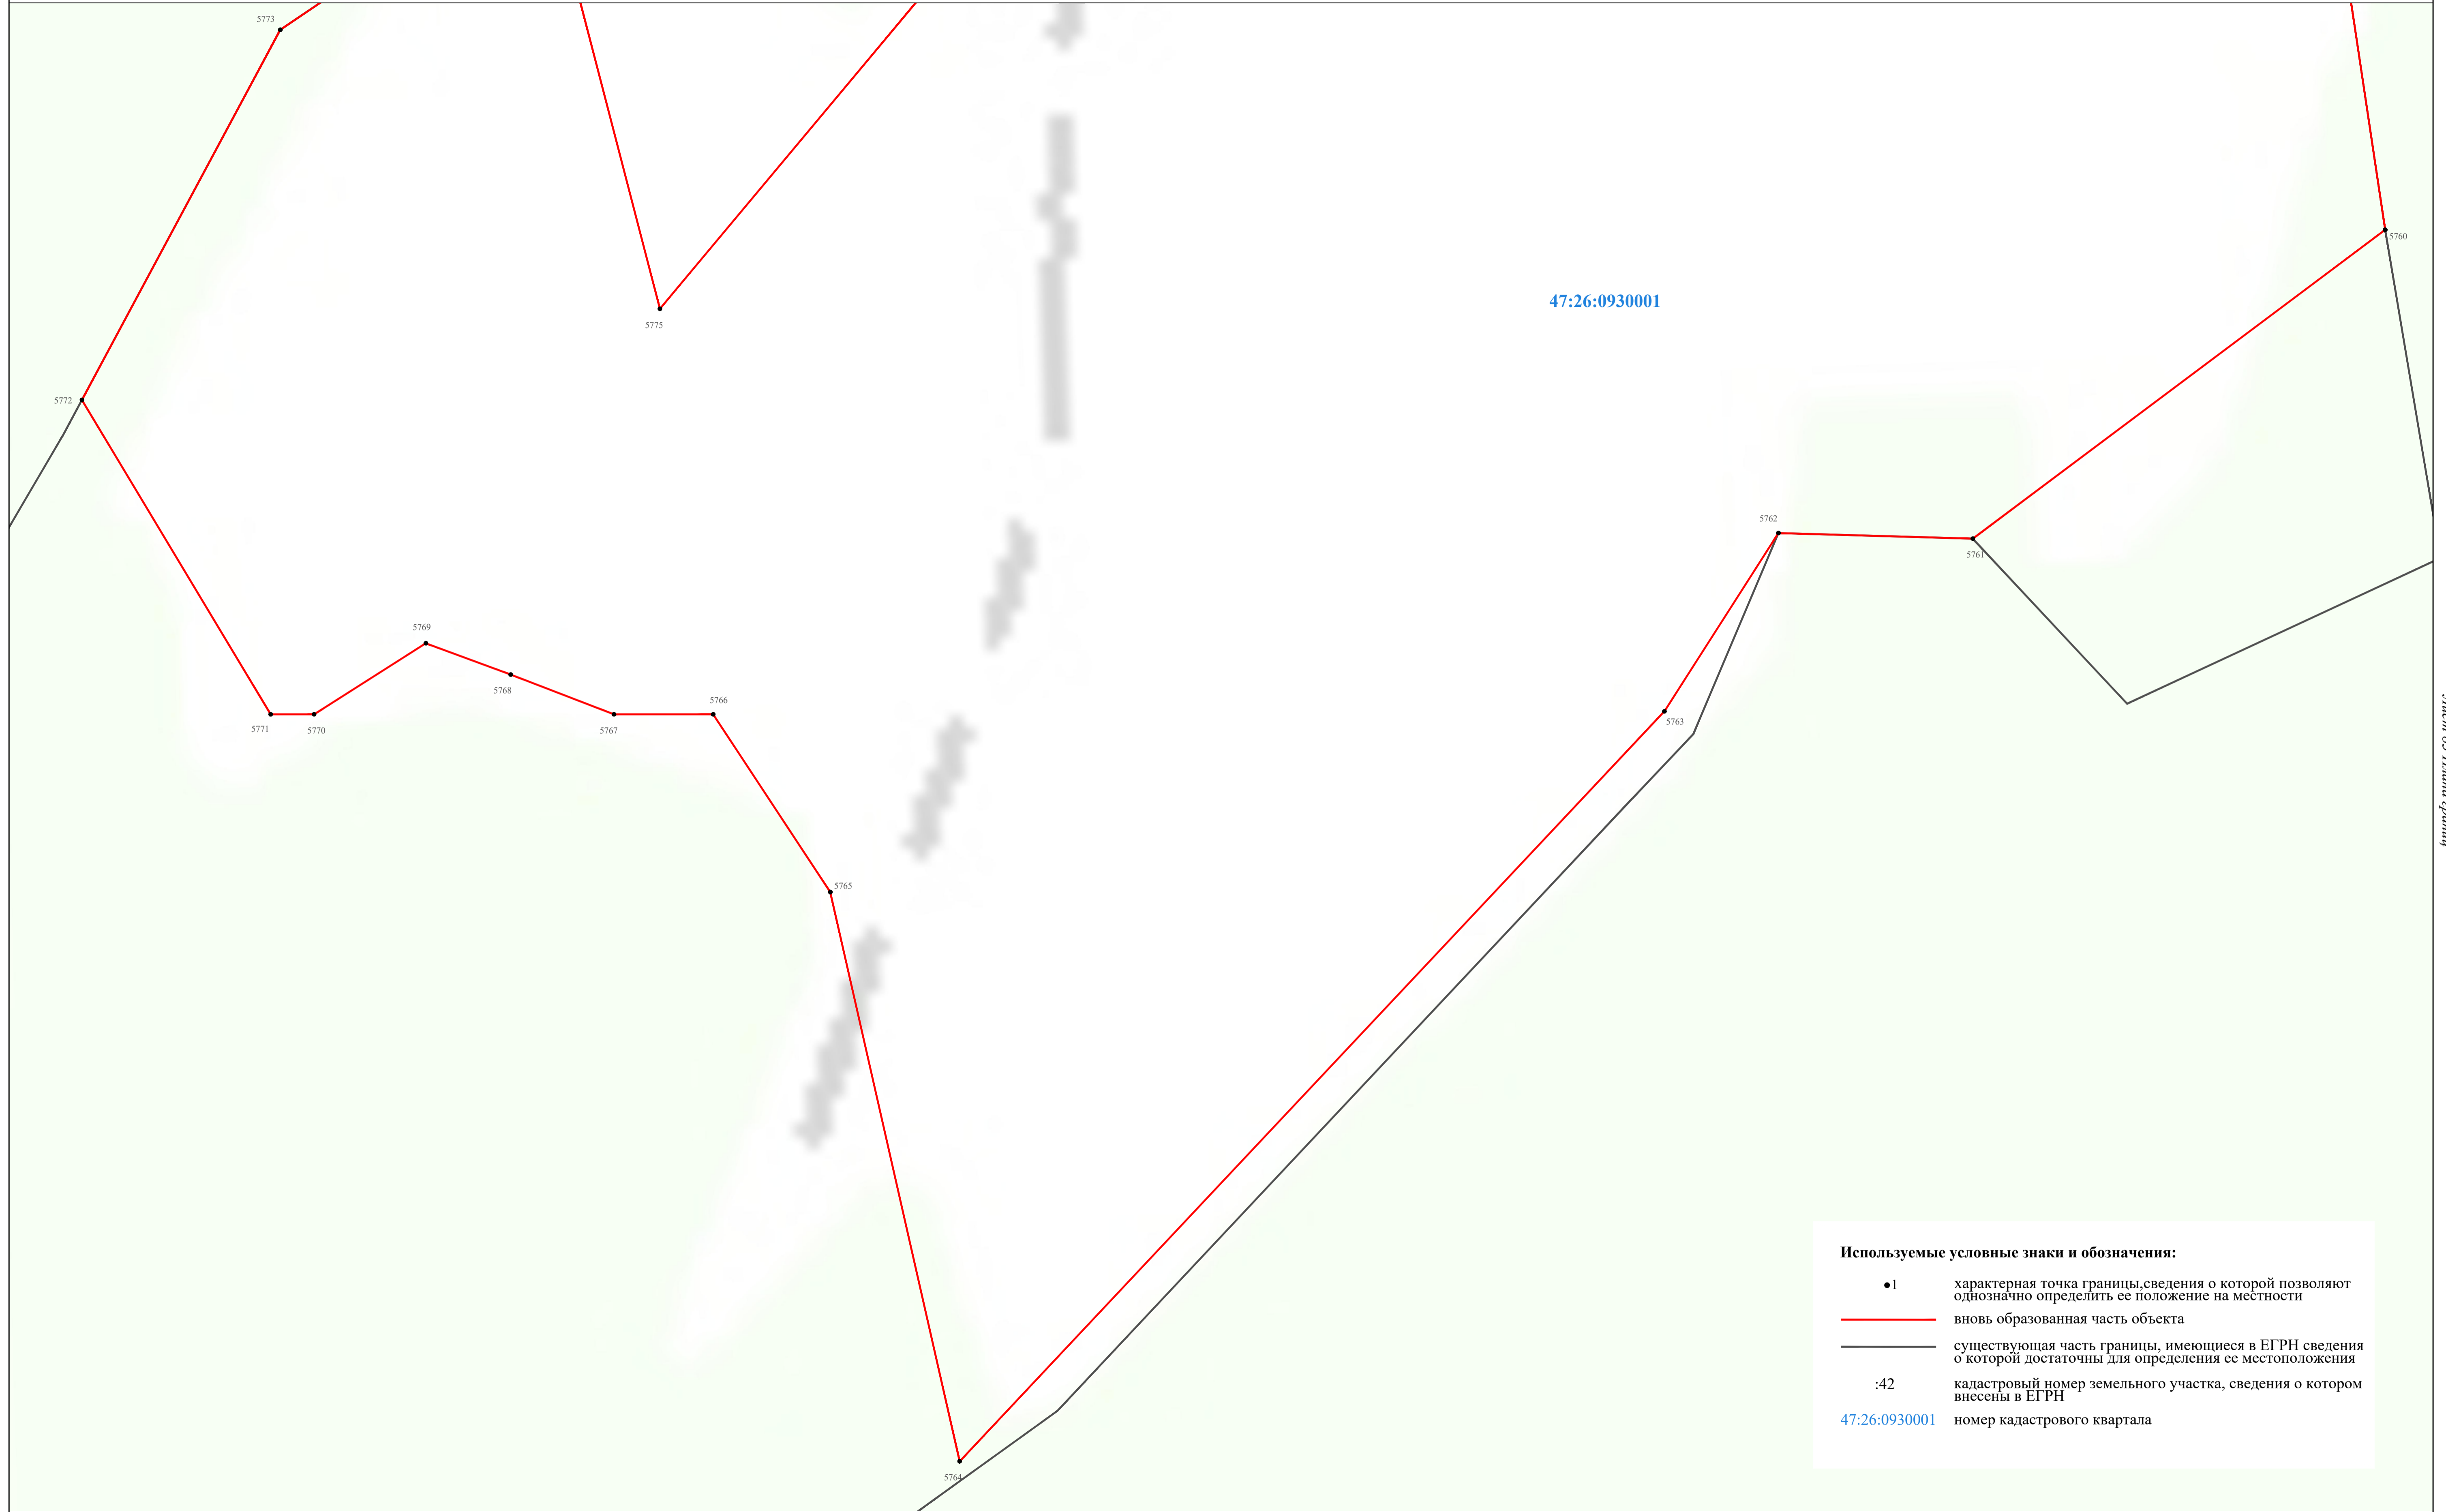 5773
5760
47:26:0930001
5775
5772
5762
5761
5769
5768
5766
5763
5771
5770
5767
5765
Используемые условные знаки и обозначения:
1
характерная точка границы,сведения о которой позволяют
однозначно определить ее положение на местности
вновь образованная часть объекта
существующая часть границы, имеющиеся в ЕГРН сведения
о которой достаточны для определения ее местоположения
:42
кадастровый номер земельного участка, сведения о котором
внесены в ЕГРН
47:26:0930001
номер кадастрового квартала
5764